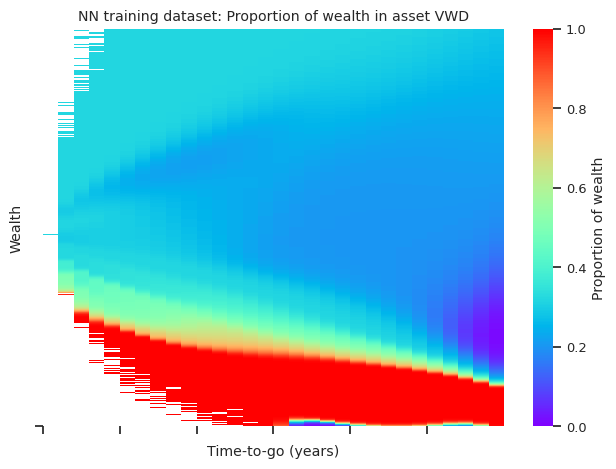 NN training dataset: Proportion of wealth in asset VWD
Wealth
Time-to-go (years)
1.0
0.8
0.6
0.4
0.2
0.0
Proportion of wealth